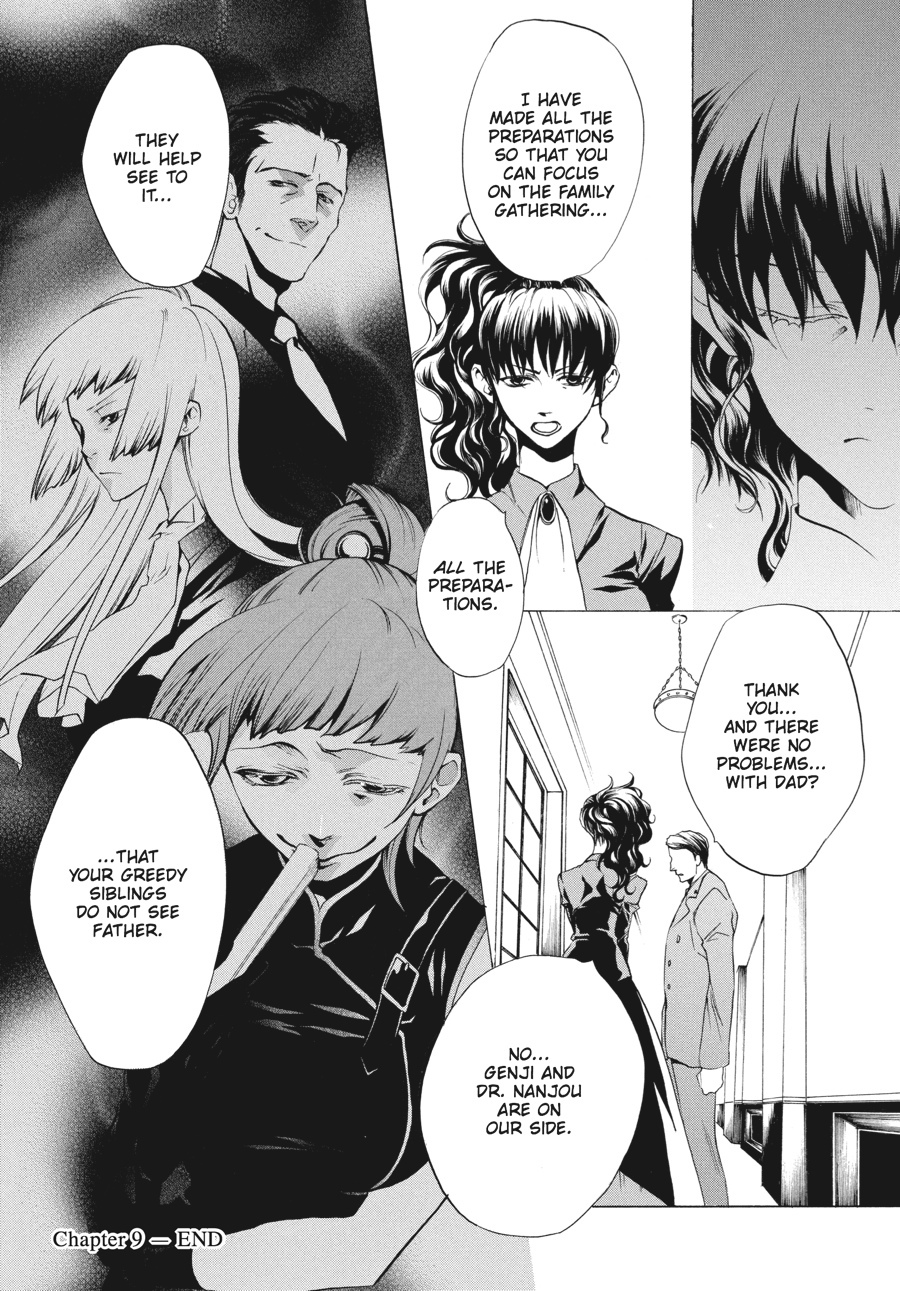 I HAVE
MADE ALL THE
PREPARATIONS
SO THAT YOU
CAN FOCUS
ON THE FAMILY
GATHERING...
ALL THE
PREPARA-
TIONS.
THANK
YOU...
AND THERE
WERE NO
PROBLEMS...
WITH DAD?
NO...
GENJI AND
DR. NANJOU
ARE ON
OUR SIDE.
THEY
WILL HELP
SEE TO
IT...
...THAT
YOUR GREEDY
SIBLINGS
DO NOT SEE
FATHER.
Chapter 9 — END